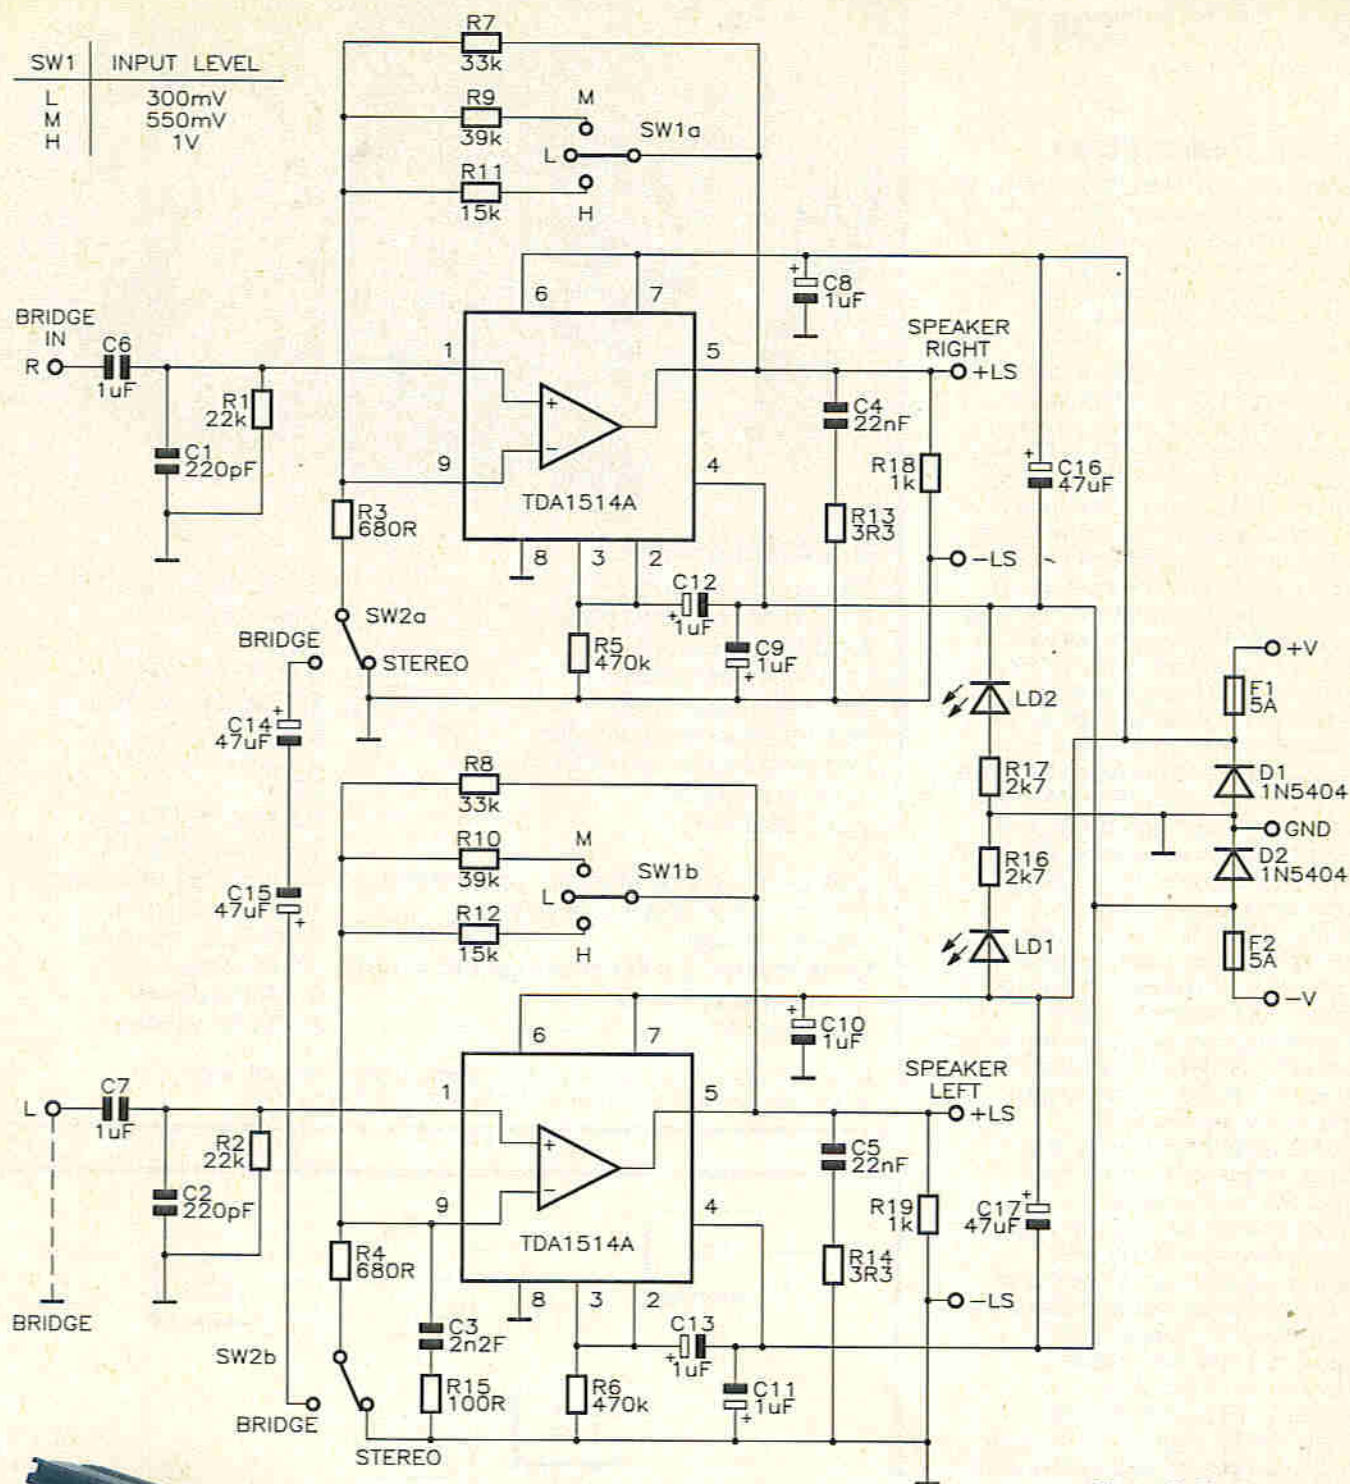 SW1 INPUT LEVEL
L 300mV
M 550mV
H 1V
R7
33k
R9
39k
M
SW1a
L
R11
15k
H
6
7
+
C8
1uF
BRIDGE
IN
R
C6
1uF
R1
22k
C1
220pF
1
5
9
4
+
−
TDA1514A
8
3
2
R3
680R
SPEAKER
RIGHT
+LS
C4
22nF
R18
1k
R13
3R3
−LS
+
C16
47uF
C12
+
1uF
R5
470k
C9
1uF
+
SW2a
BRIDGE
STEREO
+
C14
47uF
C15
47uF
+
LD2
R17
2k7
R16
2k7
LD1
+V
F1
5A
D1
1N5404
GND
D2
1N5404
F2
5A
−V
R8
33k
R10
39k
M
SW1b
L
R12
15k
H
6
7
+
C10
1uF
L
C7
1uF
R2
22k
C2
220pF
BRIDGE
1
5
9
4
+
−
TDA1514A
8
3
2
R4
680R
SPEAKER
LEFT
+LS
C5
22nF
R19
1k
R14
3R3
−LS
+
C17
47uF
C3
2n2F
R15
100R
C13
+
1uF
R6
470k
C11
1uF
+
SW2b
BRIDGE
STEREO